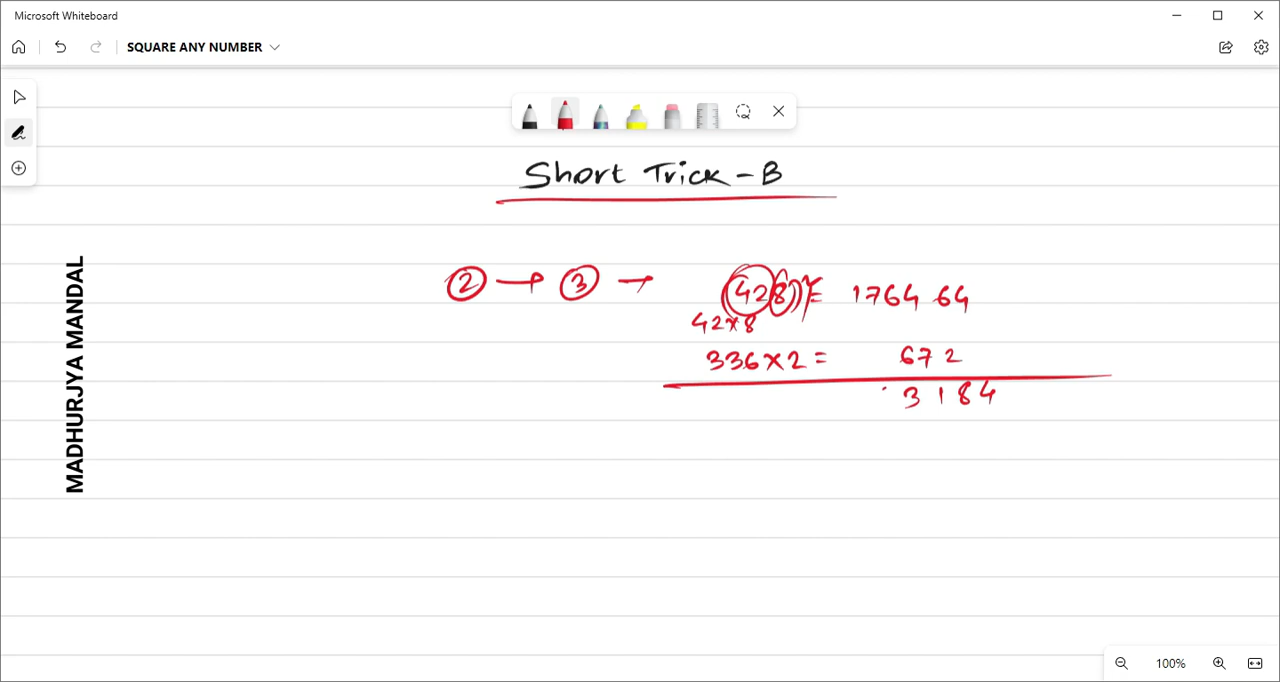 Microsoft Whiteboard
SQUARE ANY NUMBER
Short Trick - B
MADHURJYA MANDAL
② → ③ → (428)² = 1764 64
42×8
336×2 = 672
3184
100%